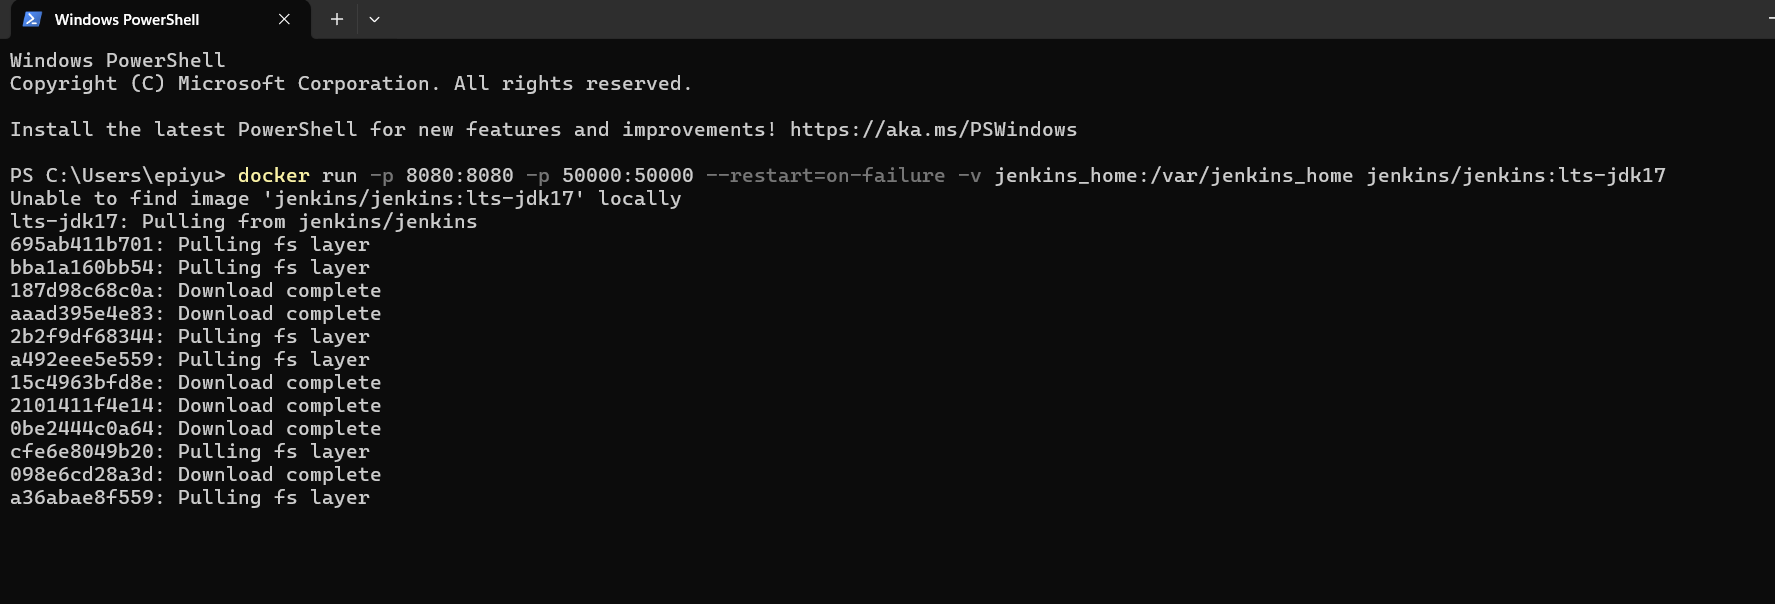 Windows PowerShell
Windows PowerShell
Copyright (C) Microsoft Corporation. All rights reserved.
Install the latest PowerShell for new features and improvements! https://aka.ms/PSWindows
PS C:\Users\epiyu> docker run -p 8080:8080 -p 50000:50000 --restart=on-failure -v jenkins_home:/var/jenkins_home jenkins/jenkins:lts-jdk17
Unable to find image 'jenkins/jenkins:lts-jdk17' locally
lts-jdk17: Pulling from jenkins/jenkins
695ab411b701: Pulling fs layer
bba1a160bb54: Pulling fs layer
187d98c68c0a: Download complete
aaad395e4e83: Download complete
2b2f9df68344: Pulling fs layer
a492eee5e559: Pulling fs layer
15c4963bfd8e: Download complete
2101411f4e14: Download complete
0be2444c0a64: Download complete
cfe6e8049b20: Pulling fs layer
098e6cd28a3d: Download complete
a36abae8f559: Pulling fs layer